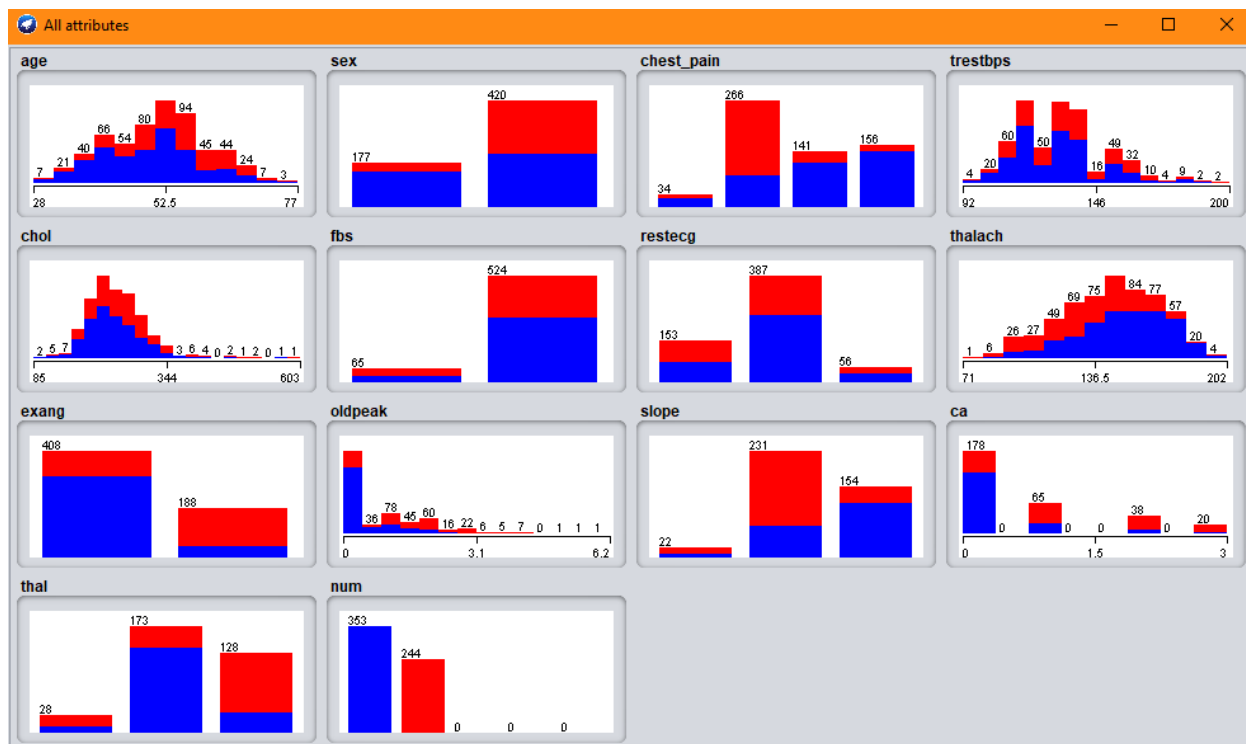 All attributes
age
sex
chest_pain
trestbps
7 21 40 66 54 80 94 45 44 24 7 3
28 52.5 77
177 420
34 266 141 156
4 20 60 50 16 49 32 10 4 9 2 2
92 146 200
chol
fbs
restecg
thalach
2 5 7 3 6 4 0 2 1 2 0 1 1
85 344 603
65 524
153 387 56
1 6 26 27 49 69 75 84 77 57 20 4
71 136.5 202
exang
oldpeak
slope
ca
408 188
36 78 45 60 16 22 6 5 7 0 1 1 1
0 3.1 6.2
22 231 154
178 0 65 0 0 38 0 20
0 1.5 3
thal
num
28 173 128
353 244 0 0 0